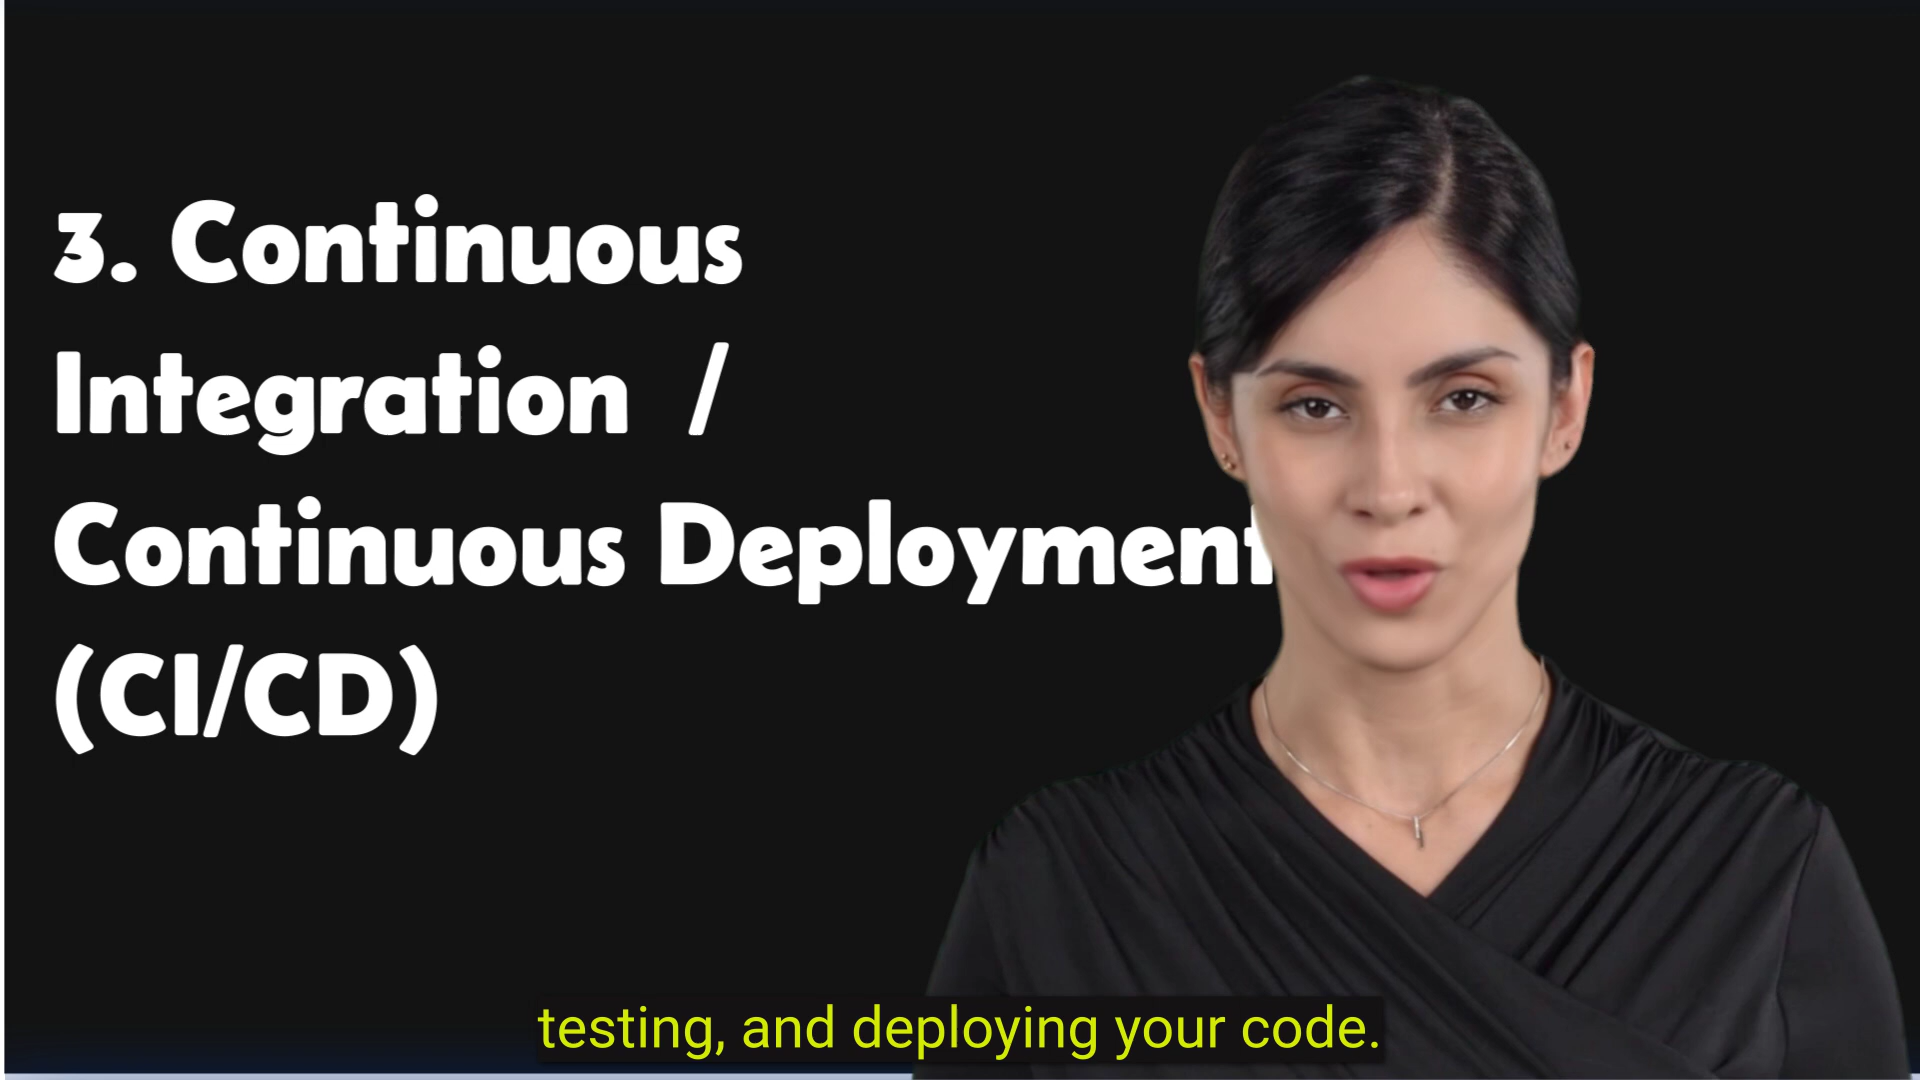 3. Continuous
Integration /
Continuous Deployment
(CI/CD)
testing, and deploying your code.